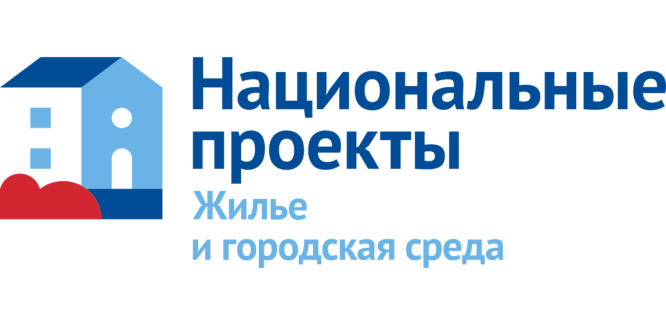 Национальные
проекты
Жилье
и городская среда